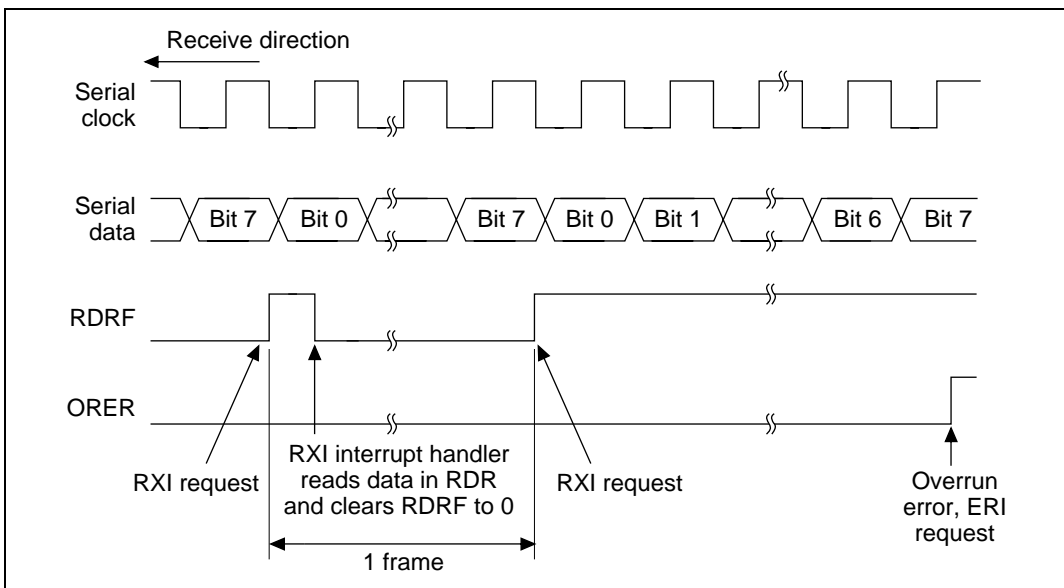 Receive direction
Serial
clock
Serial
data
Bit 7 Bit 0 Bit 7 Bit 0 Bit 1 Bit 6 Bit 7
RDRF
ORER
RXI request
RXI interrupt handler
reads data in RDR
and clears RDRF to 0
RXI request
Overrun
error, ERI
request
1 frame